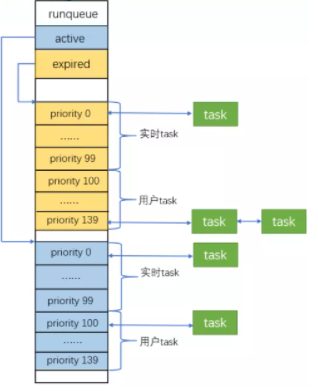 runqueue
active
expired
priority 0
task
实时task
......
priority 99
priority 100
用户task
......
priority 139
task
task
priority 0
task
实时task
......
priority 99
priority 100
task
用户task
......
priority 139